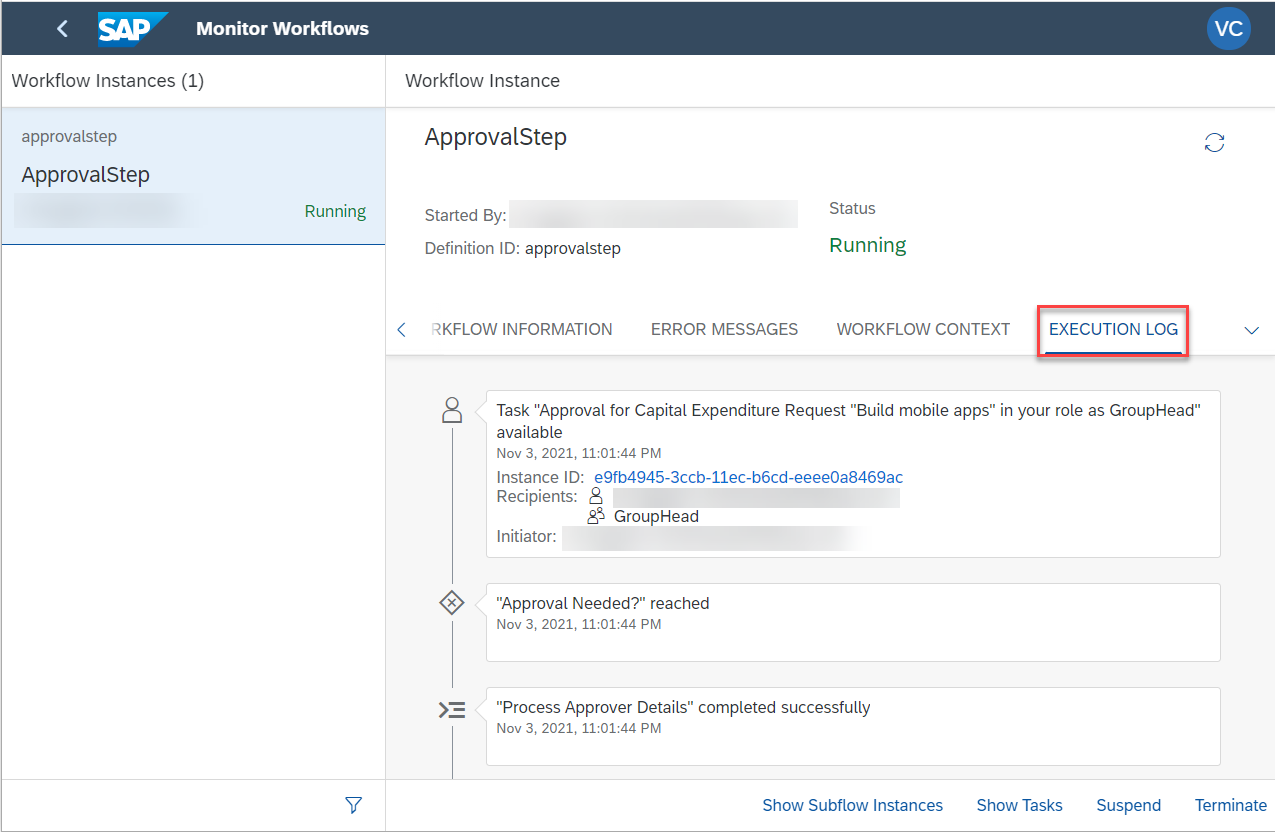 SAP
Monitor Workflows
VC
Workflow Instances (1)
approvalstep
ApprovalStep
Running
Workflow Instance
ApprovalStep
Started By:
Definition ID: approvalstep
Status
Running
RKFLOW INFORMATION ERROR MESSAGES WORKFLOW CONTEXT EXECUTION LOG
Task "Approval for Capital Expenditure Request "Build mobile apps" in your role as GroupHead"
available
Nov 3, 2021, 11:01:44 PM
Instance ID: e9fb4945-3ccb-11ec-b6cd-eeee0a8469ac
Recipients:
GroupHead
Initiator:
"Approval Needed?" reached
Nov 3, 2021, 11:01:44 PM
"Process Approver Details" completed successfully
Nov 3, 2021, 11:01:44 PM
Show Subflow Instances Show Tasks Suspend Terminate